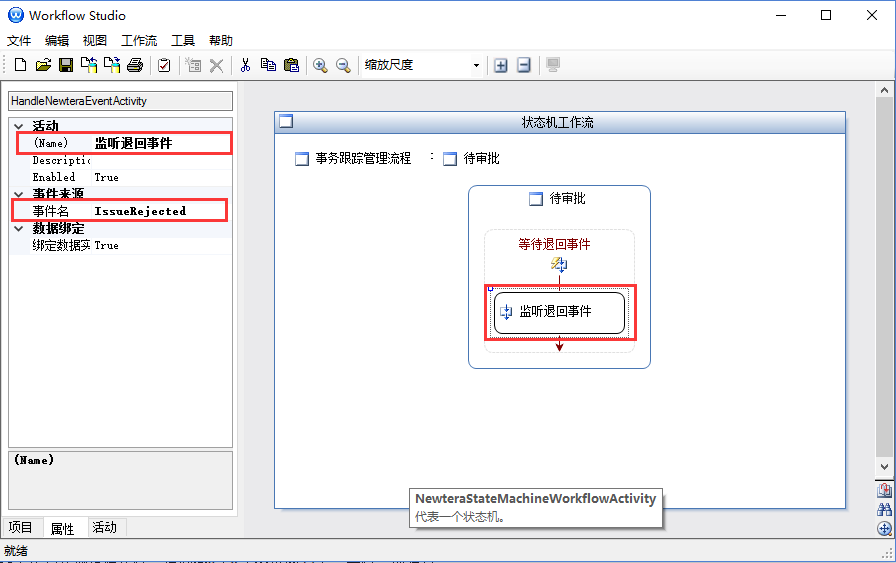 Workflow Studio
文件 编辑 视图 工作流 工具 帮助
缩放尺度
HandleNewteraEventActivity
活动
(Name) 监听退回事件
Descriptic
Enabled True
事件来源
事件名 IssueRejected
数据绑定
绑定数据实 True
(Name)
项目 属性 活动
就绪
状态机工作流
事务跟踪管理流程 : 待审批
待审批
等待退回事件
监听退回事件
NewteraStateMachineWorkflowActivity
代表一个状态机。